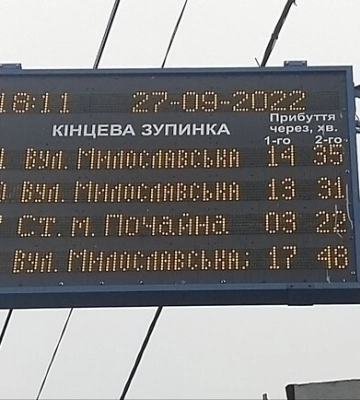 18:11 27-09-2022
КІНЦЕВА ЗУПИНКА
Прибуття
через, хв.
1-го 2-го
вул. Милославська 14 35
вул. Милославська 13 31
Ст. м. Почайна 03 22
вул. Милославська: 17 48